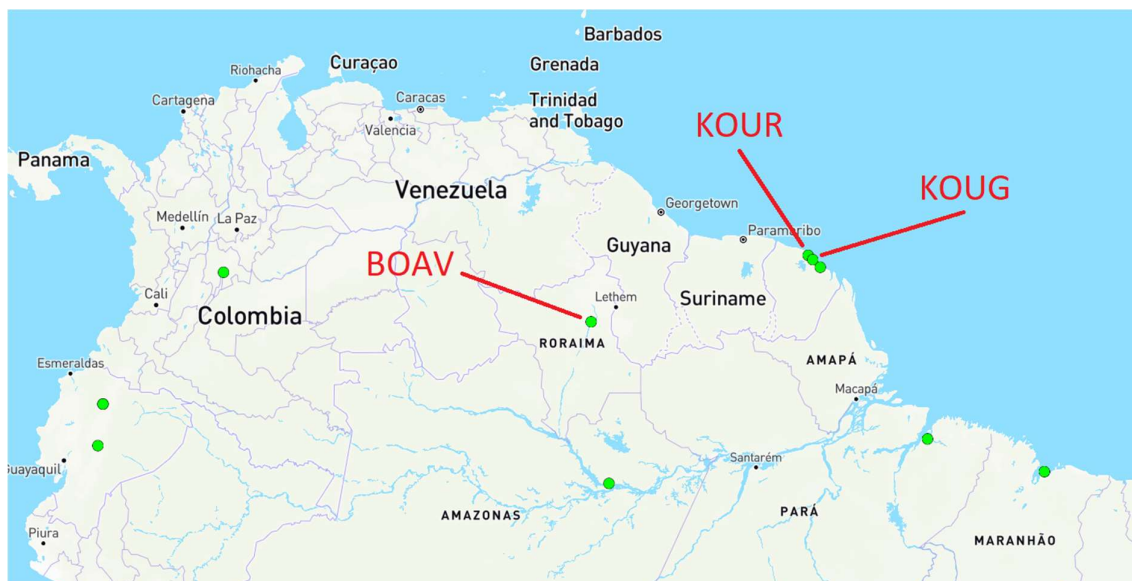 Barbados
Riohacha
Curaçao
Grenada
Cartagena
Caracas
Trinidad
and Tobago
Valencia
KOUR
Panama
KOUG
Venezuela
Georgetown
Medellín
La Paz
Paramaribo
Guyana
BOAV
Cali
Lethem
Suriname
Colombia
RORAIMA
Esmeraldas
AMAPÁ
Macapá
Guayaquil
Santarém
AMAZONAS
PARÁ
Piura
MARANHÃO